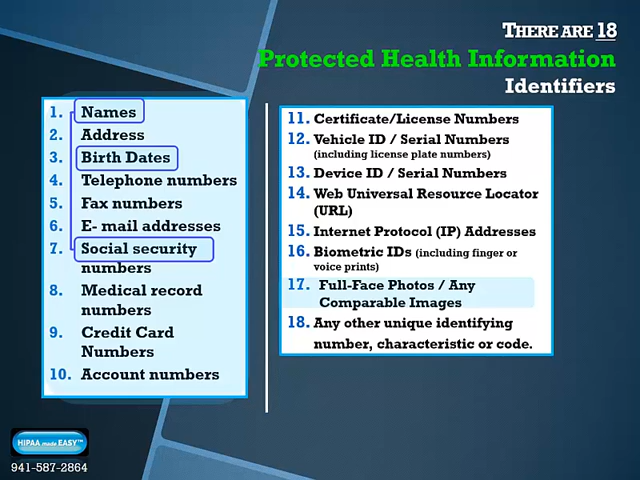 THERE ARE 18
Protected Health Information
Identifiers
1. Names
2. Address
3. Birth Dates
4. Telephone numbers
5. Fax numbers
6. E- mail addresses
7. Social security
numbers
8. Medical record
numbers
9. Credit Card
Numbers
10. Account numbers
11. Certificate/License Numbers
12. Vehicle ID / Serial Numbers
(including license plate numbers)
13. Device ID / Serial Numbers
14. Web Universal Resource Locator
(URL)
15. Internet Protocol (IP) Addresses
16. Biometric IDs (including finger or
voice prints)
17. Full-Face Photos / Any
Comparable Images
18. Any other unique identifying
number, characteristic or code.
HIPAA made EASY™
941-587-2864